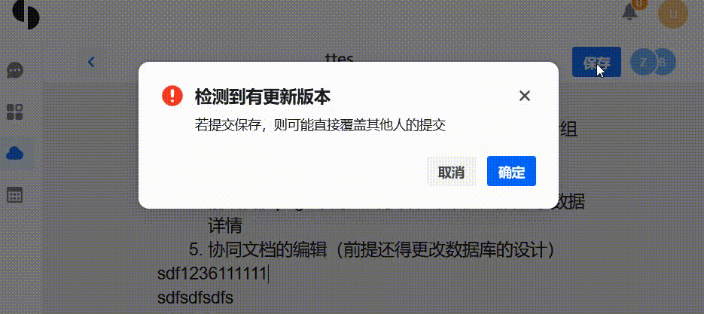 0
U
ttes
保存
Z
B
检测到有更新版本
若提交保存，则可能直接覆盖其他人的提交
组
取消
确定
数据
详情
5. 协同文档的编辑（前提还得更改数据库的设计）
sdf1236111111
sdfsdfsdfs